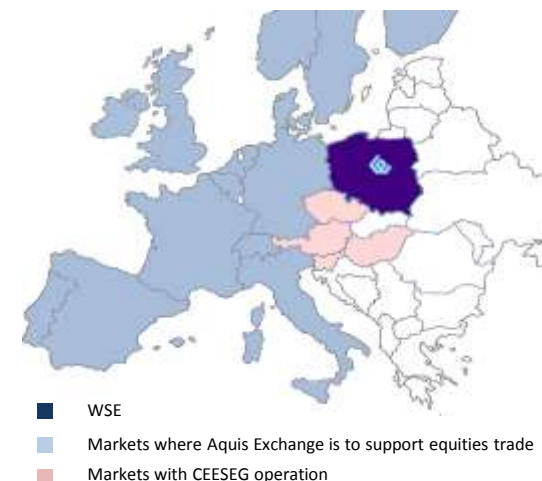 WSE
Markets where Aquis Exchange is to support equities trade
Markets with CEESEG operation